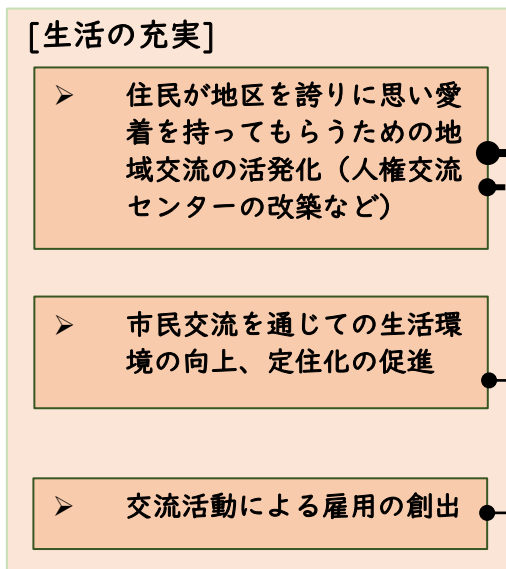 [生活の充実]
➢ 住民が地区を誇りに思い愛
着を持ってもらうための地
域交流の活発化（人権交流
センターの改築など）
➢ 市民交流を通じての生活環
境の向上、定住化の促進
➢ 交流活動による雇用の創出